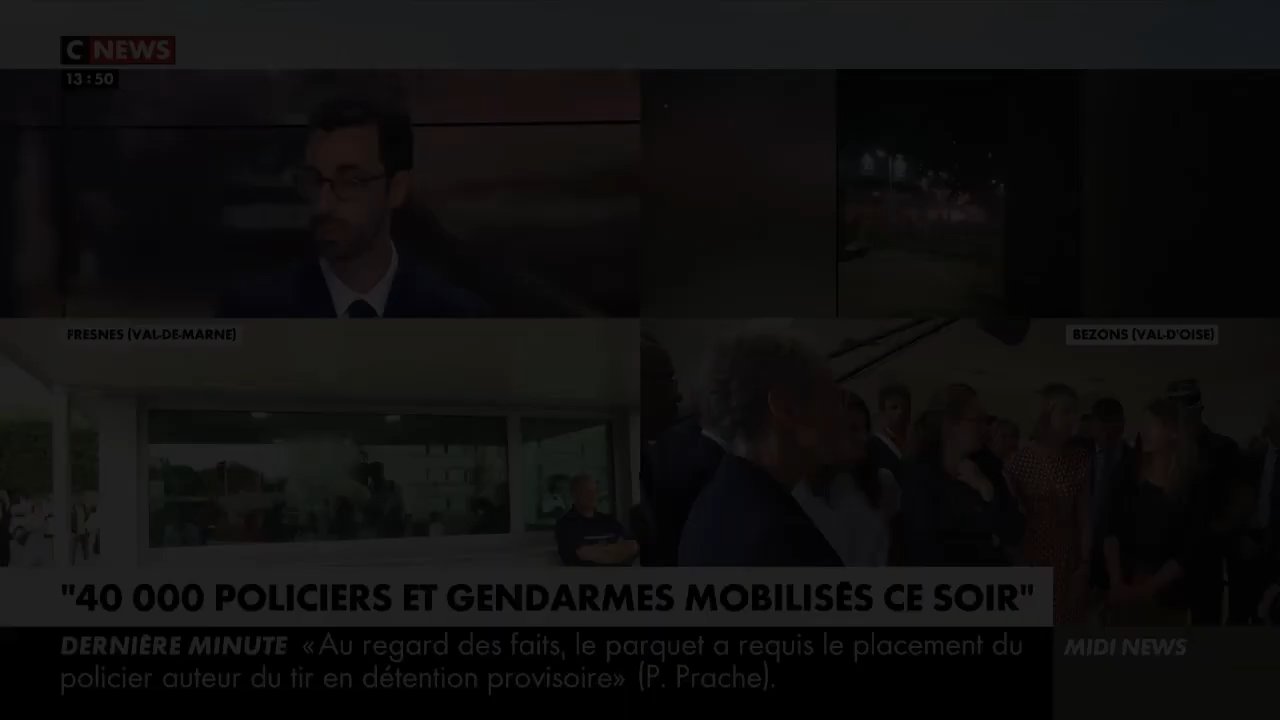 C NEWS
13:50
FRESNES (VAL-DE-MARNE)
BEZONS (VAL-D'OISE)
"40 000 POLICIERS ET GENDARMES MOBILISÉS CE SOIR"
DERNIÈRE MINUTE «Au regard des faits, le parquet a requis le placement du
policier auteur du tir en détention provisoire» (P. Prache).
MIDI NEWS